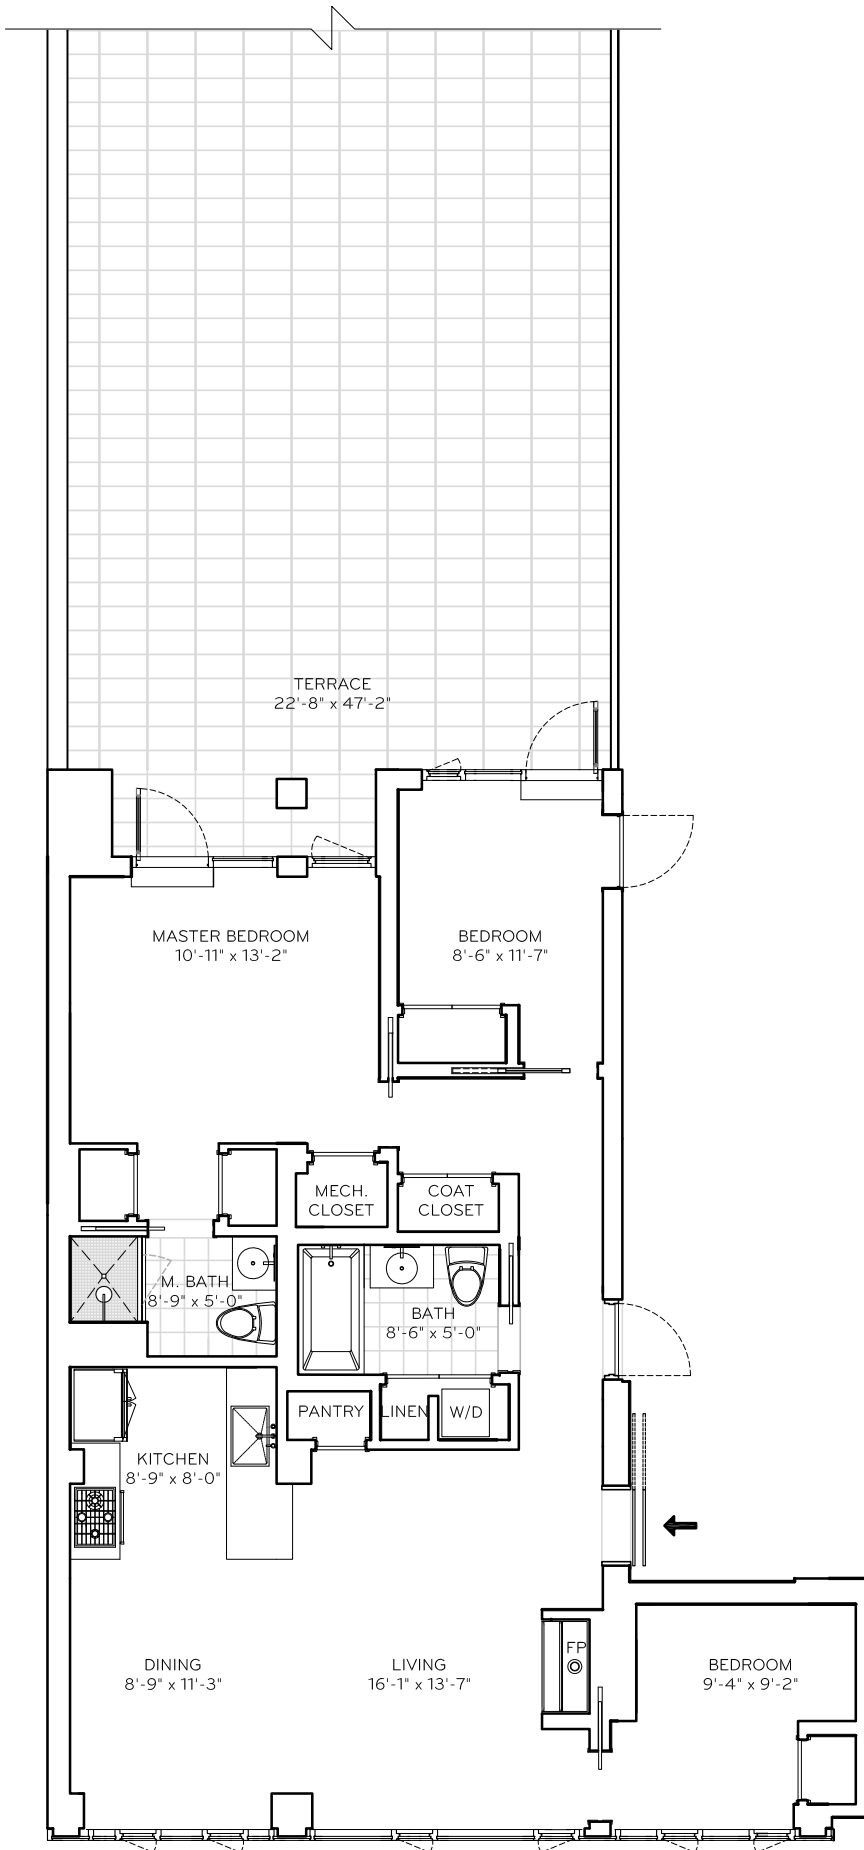 TERRACE
22'-8" x 47'-2"
MASTER BEDROOM
10'-11" x 13'-2"
BEDROOM
8'-6" x 11'-7"
MECH.
CLOSET
COAT
CLOSET
M. BATH
8'-9" x 5'-0"
BATH
8'-6" x 5'-0"
PANTRY
LINEN
W/D
KITCHEN
8'-9" x 8'-0"
FP
DINING
8'-9" x 11'-3"
LIVING
16'-1" x 13'-7"
BEDROOM
9'-4" x 9'-2"